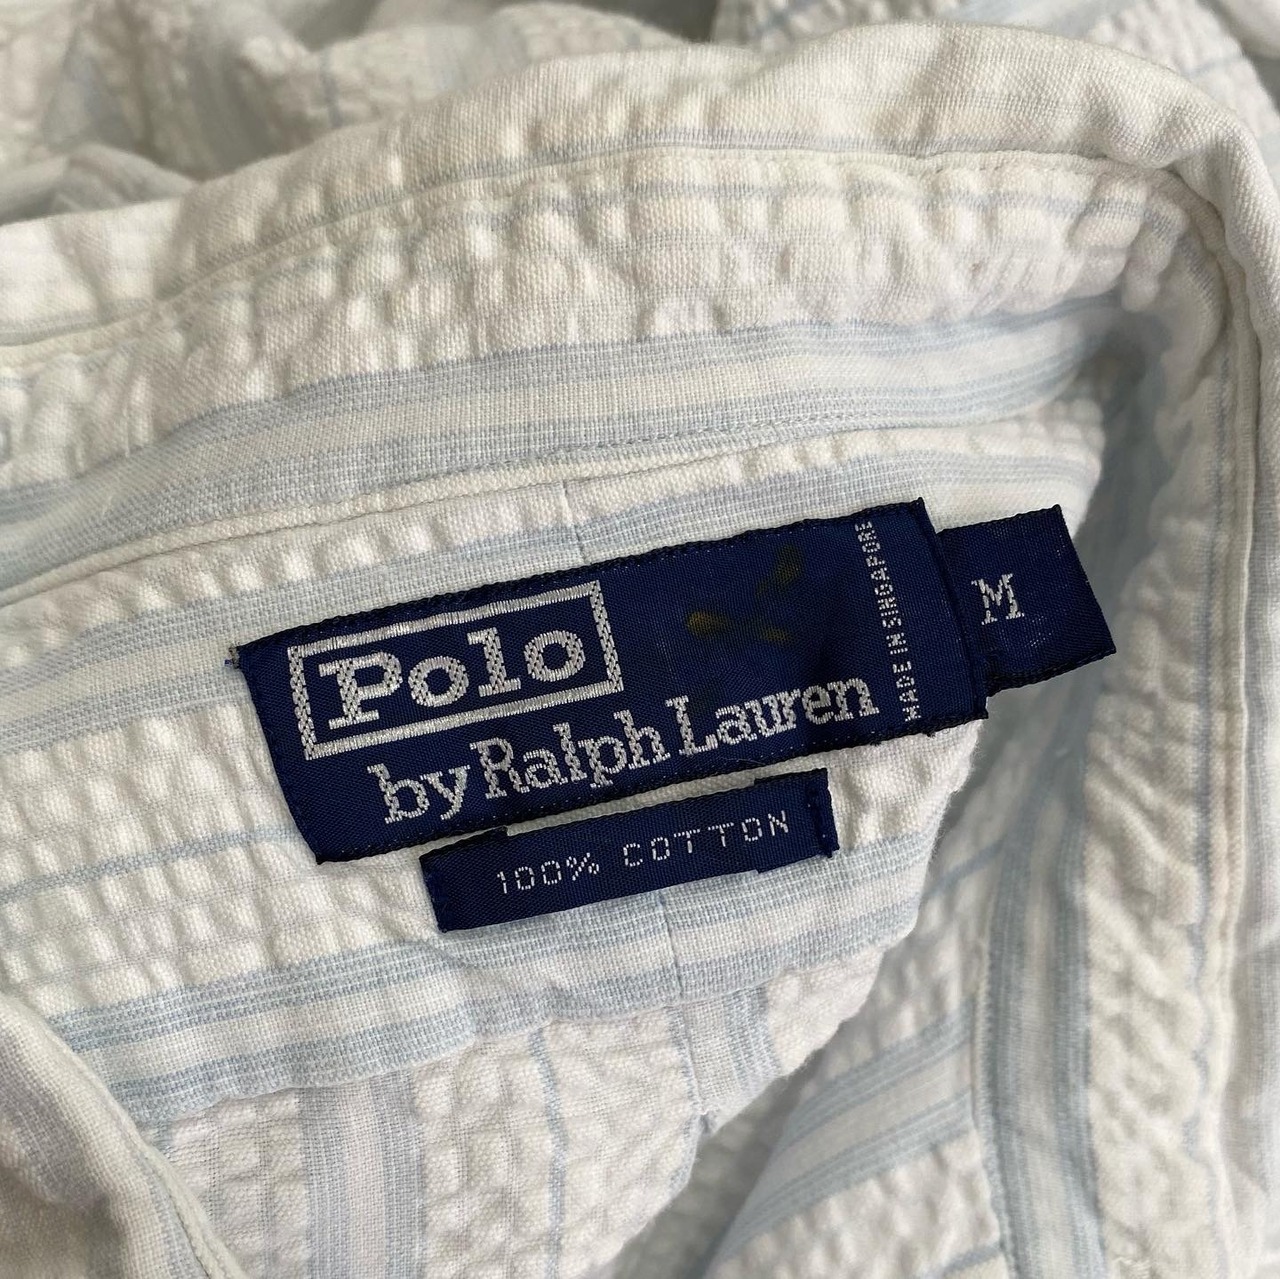 Polo
by Ralph Lauren
MADE IN SINGAPORE
M
100% COTTON